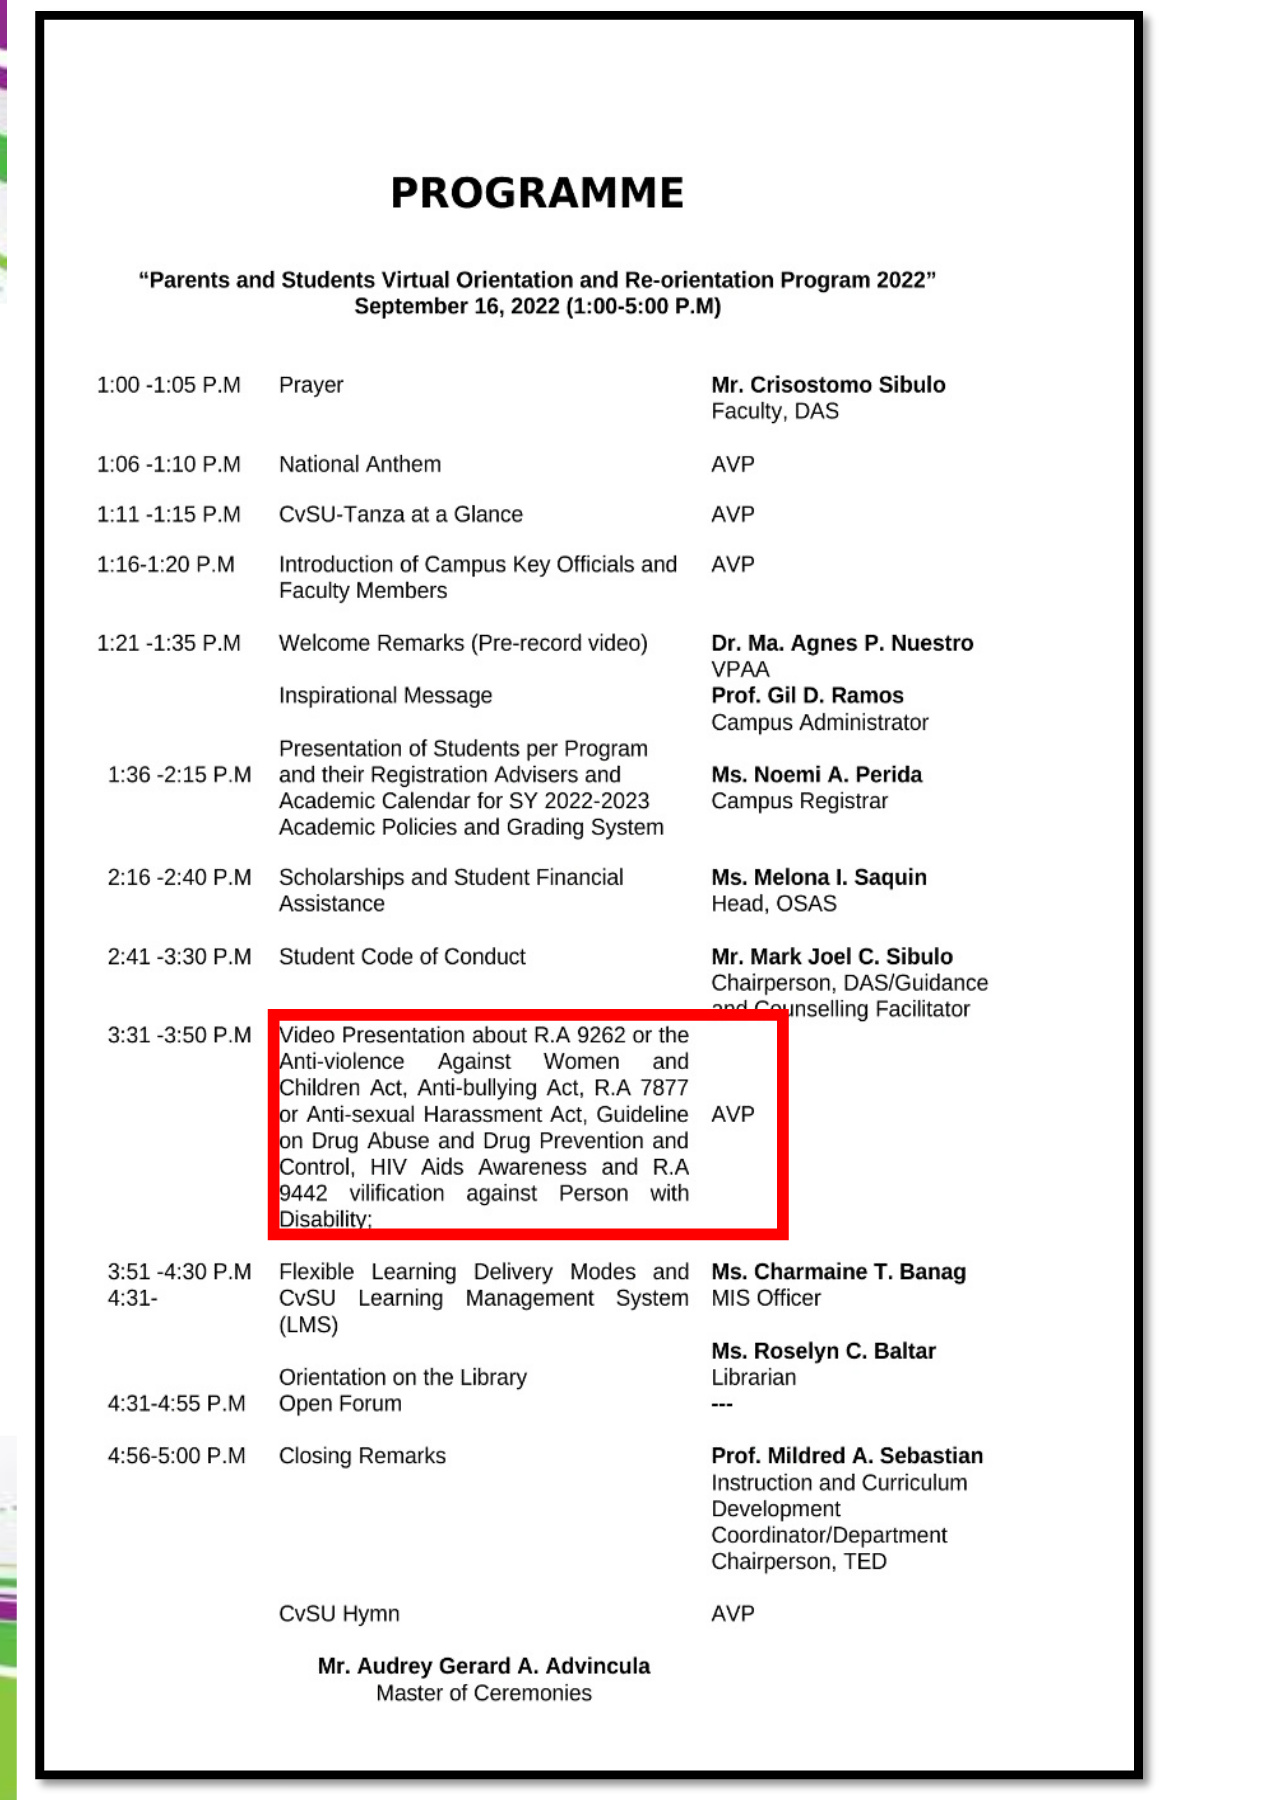 PROGRAMME
“Parents and Students Virtual Orientation and Re-orientation Program 2022”
September 16, 2022 (1:00-5:00 P.M)
1:00 -1:05 P.M Prayer Mr. Crisostomo Sibulo
Faculty, DAS
1:06 -1:10 P.M National Anthem AVP
1:11 -1:15 P.M CvSU-Tanza at a Glance AVP
1:16-1:20 P.M Introduction of Campus Key Officials and AVP
Faculty Members
1:21 -1:35 P.M Welcome Remarks (Pre-record video) Dr. Ma. Agnes P. Nuestro
VPAA
Inspirational Message Prof. Gil D. Ramos
Campus Administrator
Presentation of Students per Program
1:36 -2:15 P.M and their Registration Advisers and Ms. Noemi A. Perida
Academic Calendar for SY 2022-2023 Campus Registrar
Academic Policies and Grading System
2:16 -2:40 P.M Scholarships and Student Financial Ms. Melona I. Saquin
Assistance Head, OSAS
2:41 -3:30 P.M Student Code of Conduct Mr. Mark Joel C. Sibulo
Chairperson, DAS/Guidance
and Counselling Facilitator
3:31 -3:50 P.M Video Presentation about R.A 9262 or the
Anti-violence Against Women and
Children Act, Anti-bullying Act, R.A 7877
or Anti-sexual Harassment Act, Guideline AVP
on Drug Abuse and Drug Prevention and
Control, HIV Aids Awareness and R.A
9442 vilification against Person with
Disability;
3:51 -4:30 P.M Flexible Learning Delivery Modes and Ms. Charmaine T. Banag
4:31- CvSU Learning Management System MIS Officer
(LMS)
Ms. Roselyn C. Baltar
Orientation on the Library Librarian
4:31-4:55 P.M Open Forum ---
4:56-5:00 P.M Closing Remarks Prof. Mildred A. Sebastian
Instruction and Curriculum
Development
Coordinator/Department
Chairperson, TED
CvSU Hymn AVP
Mr. Audrey Gerard A. Advincula
Master of Ceremonies